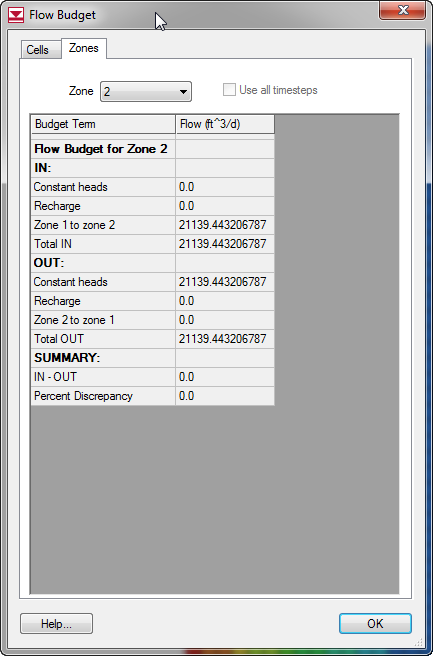 Flow Budget
Cells Zones
Zone 2 Use all timesteps
Budget Term Flow (ft^3/d)
Flow Budget for Zone 2
IN:
Constant heads 0.0
Recharge 0.0
Zone 1 to zone 2 21139.443206787
Total IN 21139.443206787
OUT:
Constant heads 21139.443206787
Recharge 0.0
Zone 2 to zone 1 0.0
Total OUT 21139.443206787
SUMMARY:
IN - OUT 0.0
Percent Discrepancy 0.0
Help... OK